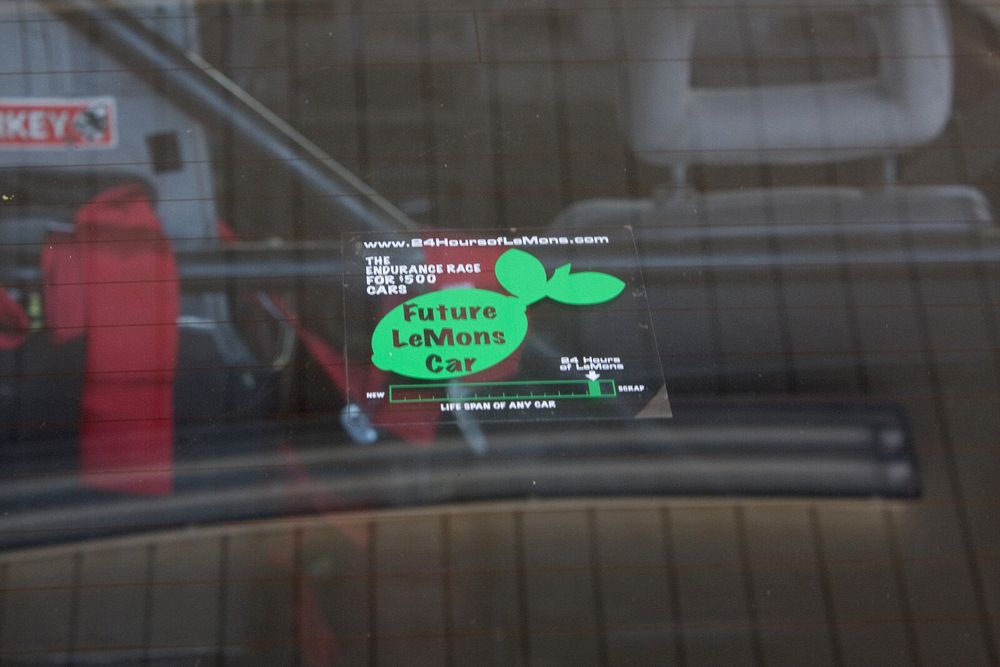 www.24HoursofLeMons.com
THE
ENDURANCE RACE
FOR $500
CARS
Future
LeMons
Car
24 Hours
of LeMons
NEW
SCRAP
LIFE SPAN OF ANY CAR